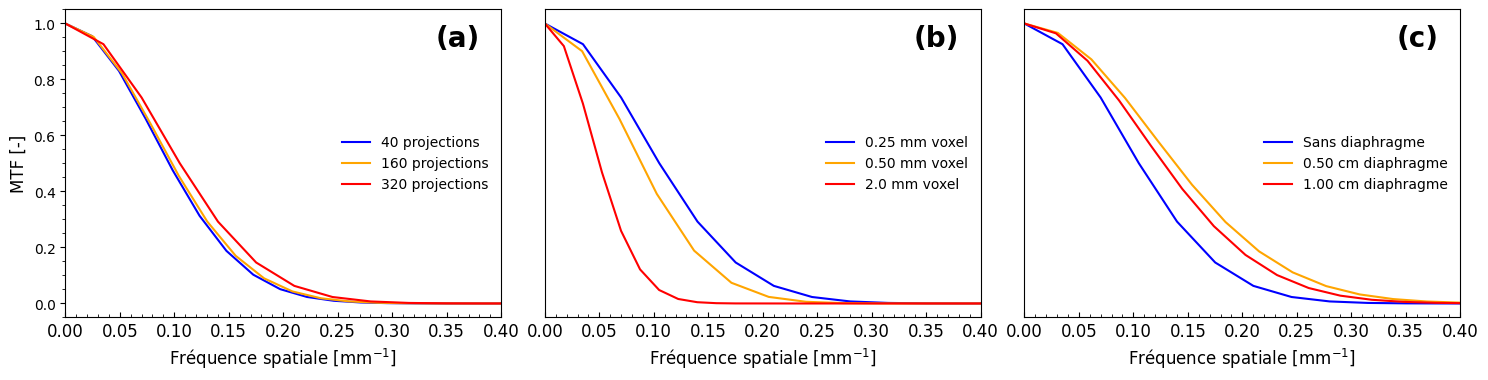 (a)
MTF [-]
1.0
0.8
0.6
0.4
0.2
0.0
40 projections
160 projections
320 projections
0.00 0.05 0.10 0.15 0.20 0.25 0.30 0.35 0.40
Fréquence spatiale [mm⁻¹]
(b)
0.25 mm voxel
0.50 mm voxel
2.0 mm voxel
0.00 0.05 0.10 0.15 0.20 0.25 0.30 0.35 0.40
Fréquence spatiale [mm⁻¹]
(c)
Sans diaphragme
0.50 cm diaphragme
1.00 cm diaphragme
0.00 0.05 0.10 0.15 0.20 0.25 0.30 0.35 0.40
Fréquence spatiale [mm⁻¹]